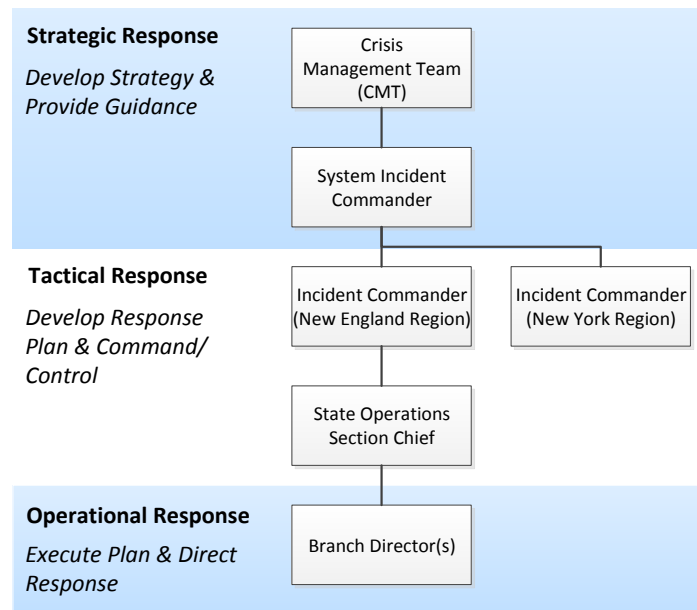 Strategic Response
Develop Strategy &
Provide Guidance
Crisis
Management Team
(CMT)
System Incident
Commander
Tactical Response
Develop Response
Plan & Command/
Control
Incident Commander
(New England Region)
Incident Commander
(New York Region)
State Operations
Section Chief
Operational Response
Execute Plan & Direct
Response
Branch Director(s)